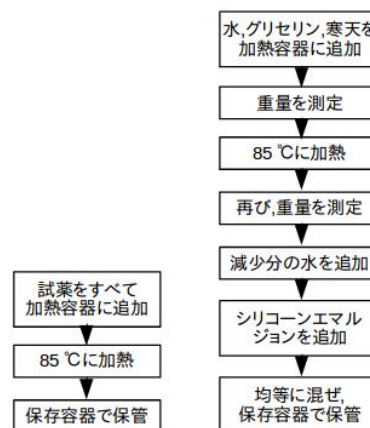 試薬をすべて
加熱容器に追加
85 ℃に加熱
保存容器で保管
水,グリセリン,寒天を
加熱容器に追加
重量を測定
85 ℃に加熱
再び,重量を測定
減少分の水を追加
シリコーンエマル
ジョンを追加
均等に混ぜ,
保存容器で保管